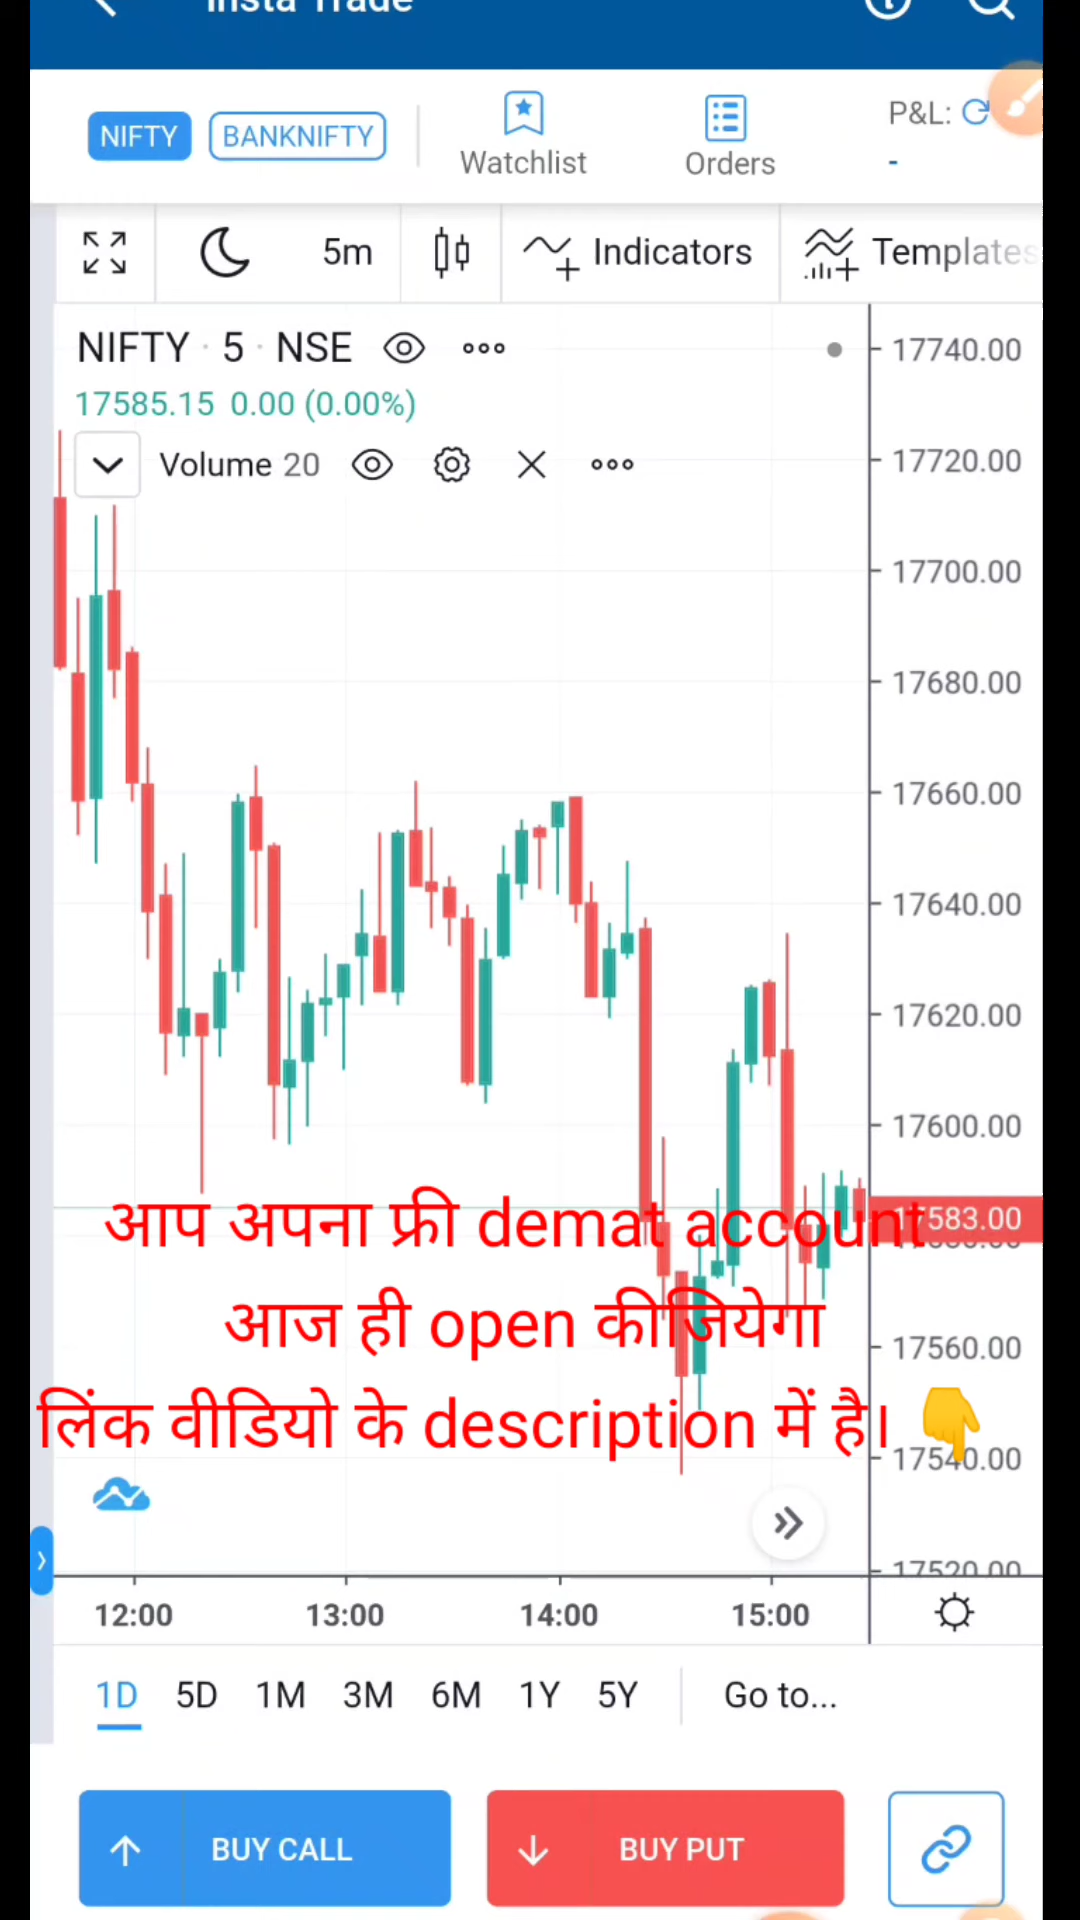 Insta Trade
NIFTY BANKNIFTY Watchlist Orders P&L: -
5m Indicators Templates
NIFTY · 5 · NSE
17585.15 0.00 (0.00%)
Volume 20
17740.00
17720.00
17700.00
17680.00
17660.00
17640.00
17620.00
17600.00
17583.00
17560.00
17540.00
17520.00
आप अपना फ्री demat account
आज ही open कीजियेगा
लिंक वीडियो के description में है। 👇
12:00 13:00 14:00 15:00
1D 5D 1M 3M 6M 1Y 5Y Go to...
BUY CALL BUY PUT